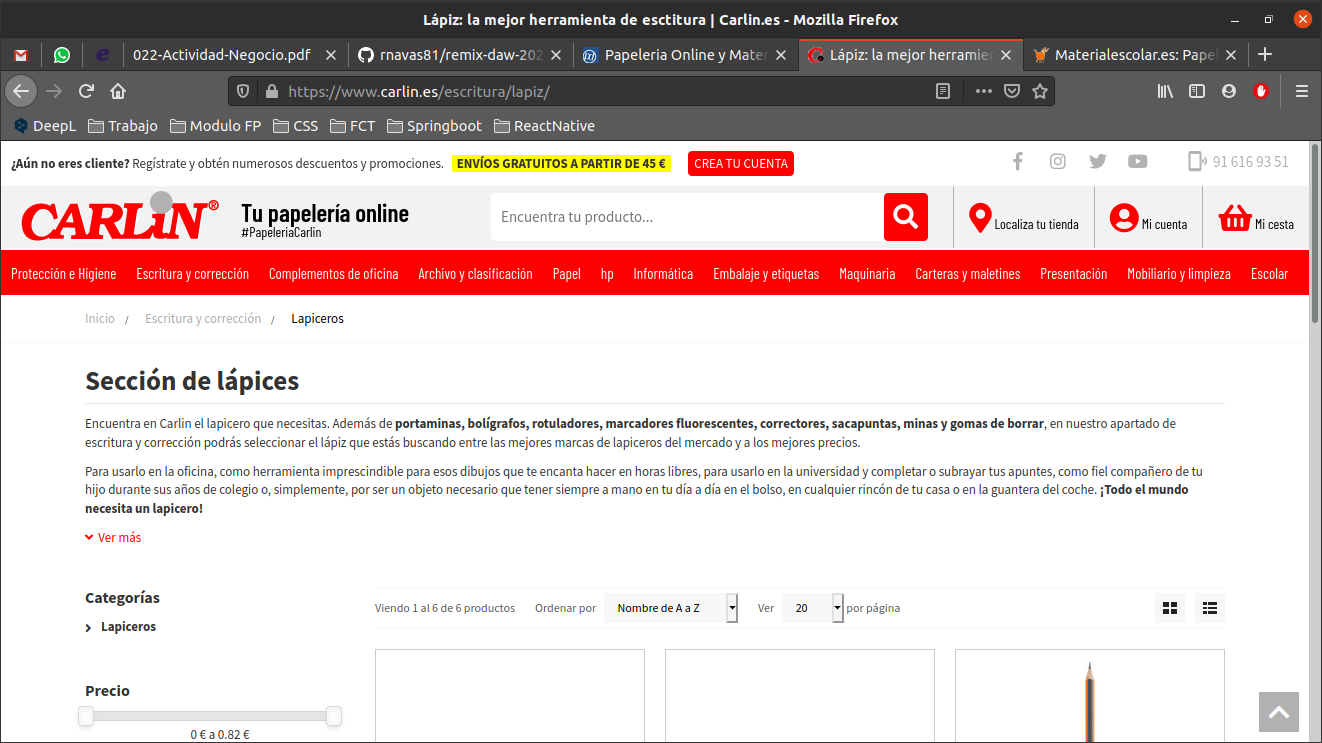 Lápiz: la mejor herramienta de esctitura | Carlin.es - Mozilla Firefox
022-Actividad-Negocio.pdf
rnavas81/remix-daw-202
Papeleria Online y Mater
Lápiz: la mejor herramier
Materialescolar.es: Papel
https://www.carlin.es/escritura/lapiz/
DeepL Trabajo Modulo FP CSS FCT Springboot ReactNative
¿Aún no eres cliente? Regístrate y obtén numerosos descuentos y promociones. ENVÍOS GRATUITOS A PARTIR DE 45 € CREA TU CUENTA 91 616 93 51
CARLiN® Tu papelería online
#PapeleriaCarlin
Encuentra tu producto...
Localiza tu tienda
Mi cuenta
Mi cesta
Protección e Higiene Escritura y corrección Complementos de oficina Archivo y clasificación Papel hp Informática Embalaje y etiquetas Maquinaria Carteras y maletines Presentación Mobiliario y limpieza Escolar
Inicio / Escritura y corrección / Lapiceros
Sección de lápices
Encuentra en Carlin el lapicero que necesitas. Además de portaminas, bolígrafos, rotuladores, marcadores fluorescentes, correctores, sacapuntas, minas y gomas de borrar, en nuestro apartado de
escritura y corrección podrás seleccionar el lápiz que estás buscando entre las mejores marcas de lapiceros del mercado y a los mejores precios.
Para usarlo en la oficina, como herramienta imprescindible para esos dibujos que te encanta hacer en horas libres, para usarlo en la universidad y completar o subrayar tus apuntes, como fiel compañero de tu
hijo durante sus años de colegio o, simplemente, por ser un objeto necesario que tener siempre a mano en tu día a día en el bolso, en cualquier rincón de tu casa o en la guantera del coche. ¡Todo el mundo
necesita un lapicero!
Ver más
Categorías
Lapiceros
Precio
0 € a 0.82 €
Viendo 1 al 6 de 6 productos Ordenar por Nombre de A a Z Ver 20 por página